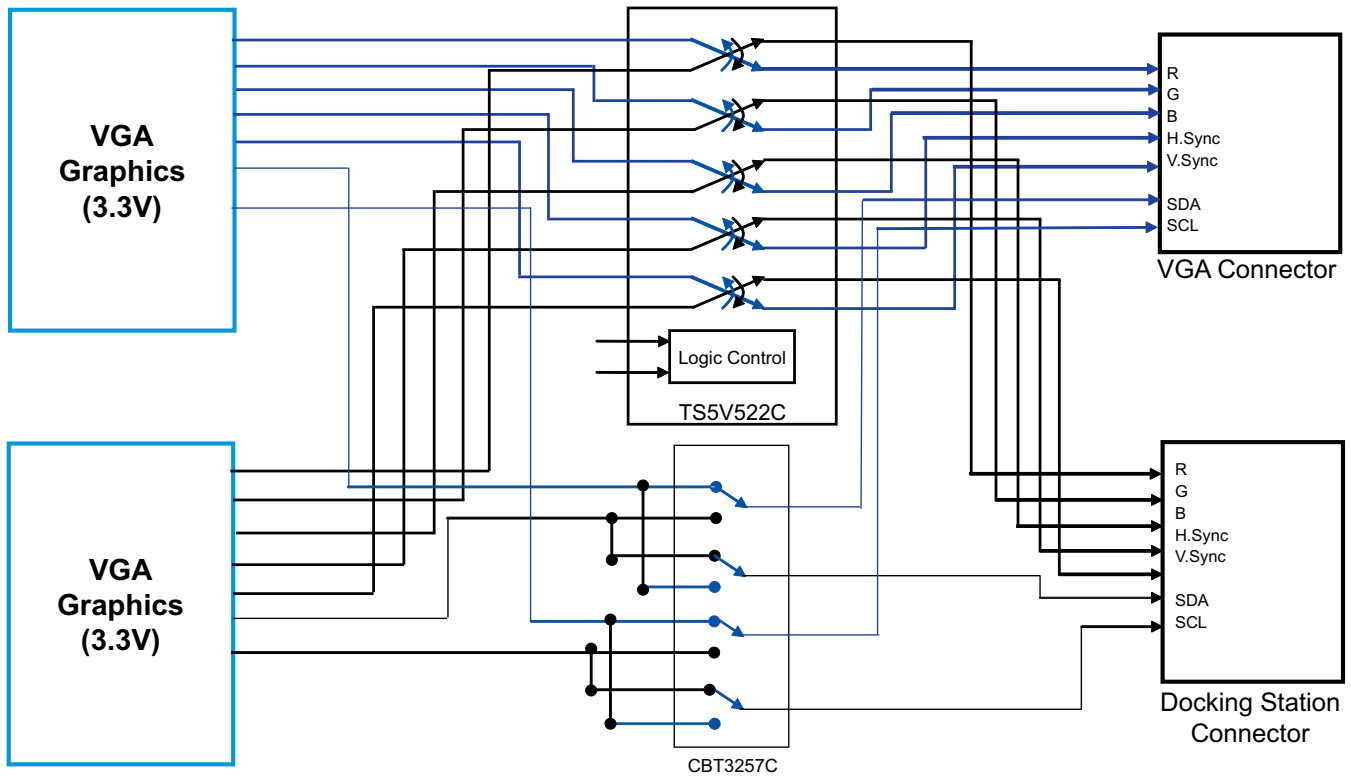 VGA
Graphics
(3.3V)
R
G
B
H.Sync
V.Sync
SDA
SCL
VGA Connector
Logic Control
TS5V522C
VGA
Graphics
(3.3V)
R
G
B
H.Sync
V.Sync
SDA
SCL
Docking Station
Connector
CBT3257C